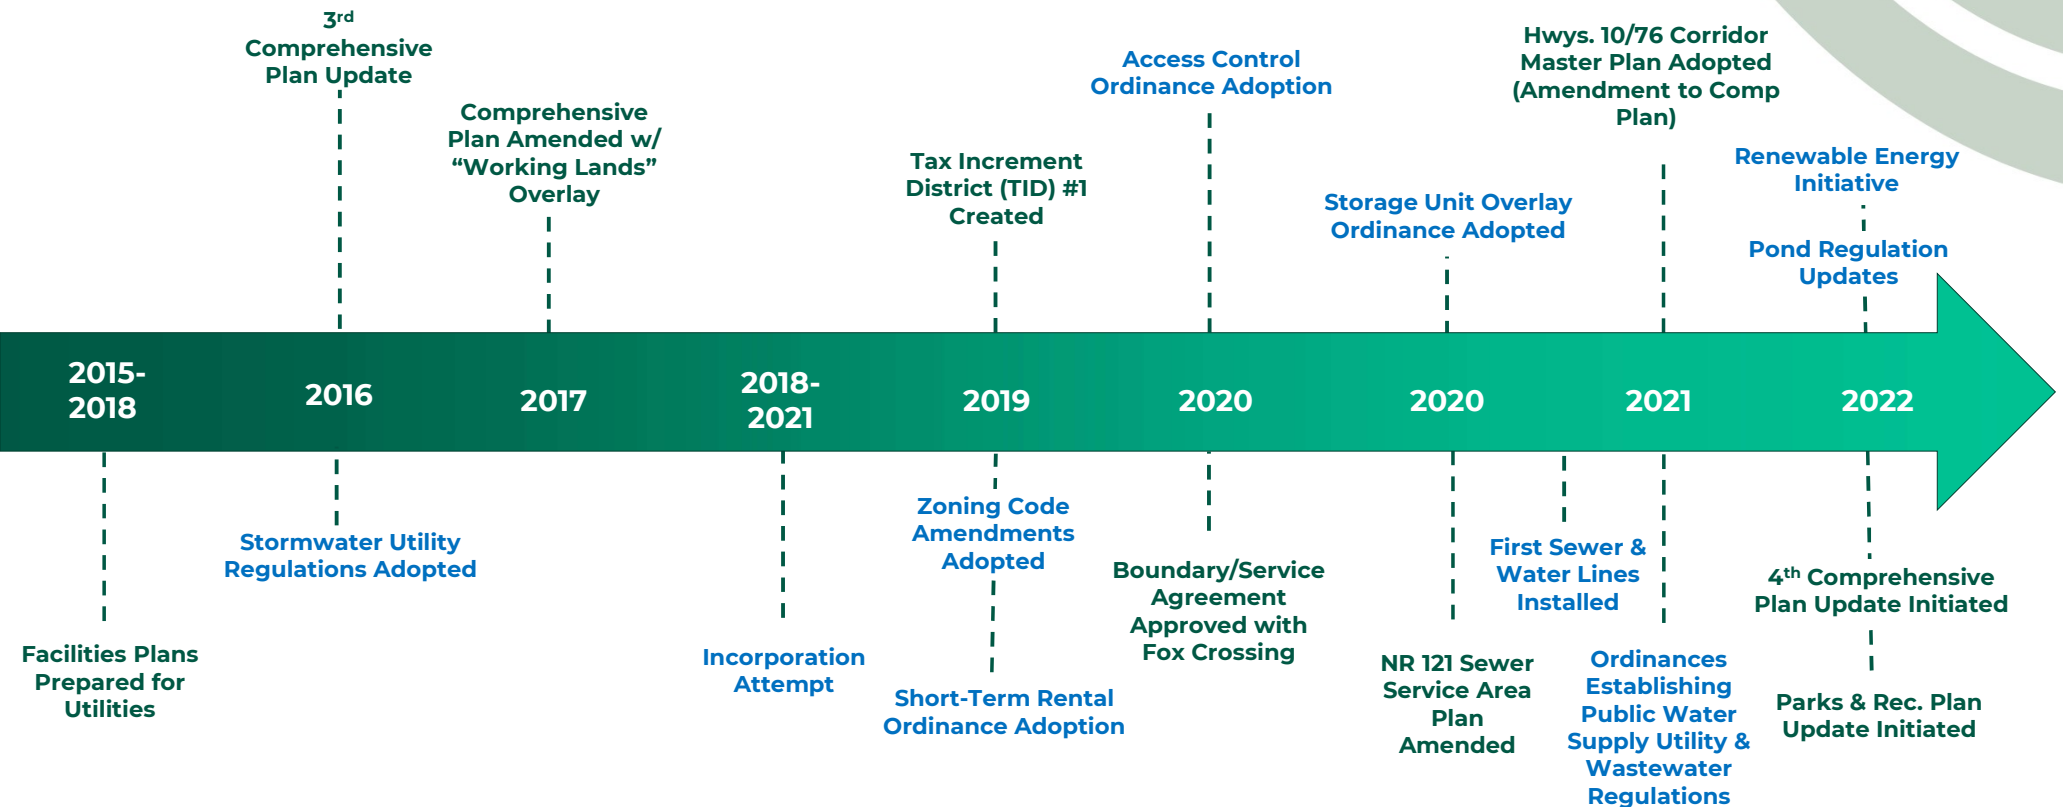 3rd
Comprehensive
Plan Update
Comprehensive
Plan Amended w/
“Working Lands”
Overlay
Tax Increment
District (TID) #1
Created
Access Control
Ordinance Adoption
Storage Unit Overlay
Ordinance Adopted
Hwys. 10/76 Corridor
Master Plan Adopted
(Amendment to Comp
Plan)
Renewable Energy
Initiative
Pond Regulation
Updates
2015-
2018
2016
2017
2018-
2021
2019
2020
2020
2021
2022
Facilities Plans
Prepared for
Utilities
Stormwater Utility
Regulations Adopted
Incorporation
Attempt
Zoning Code
Amendments
Adopted
Short-Term Rental
Ordinance Adoption
Boundary/Service
Agreement
Approved with
Fox Crossing
NR 121 Sewer
Service Area
Plan
Amended
First Sewer &
Water Lines
Installed
Ordinances
Establishing
Public Water
Supply Utility &
Wastewater
Regulations
4th Comprehensive
Plan Update Initiated
Parks & Rec. Plan
Update Initiated